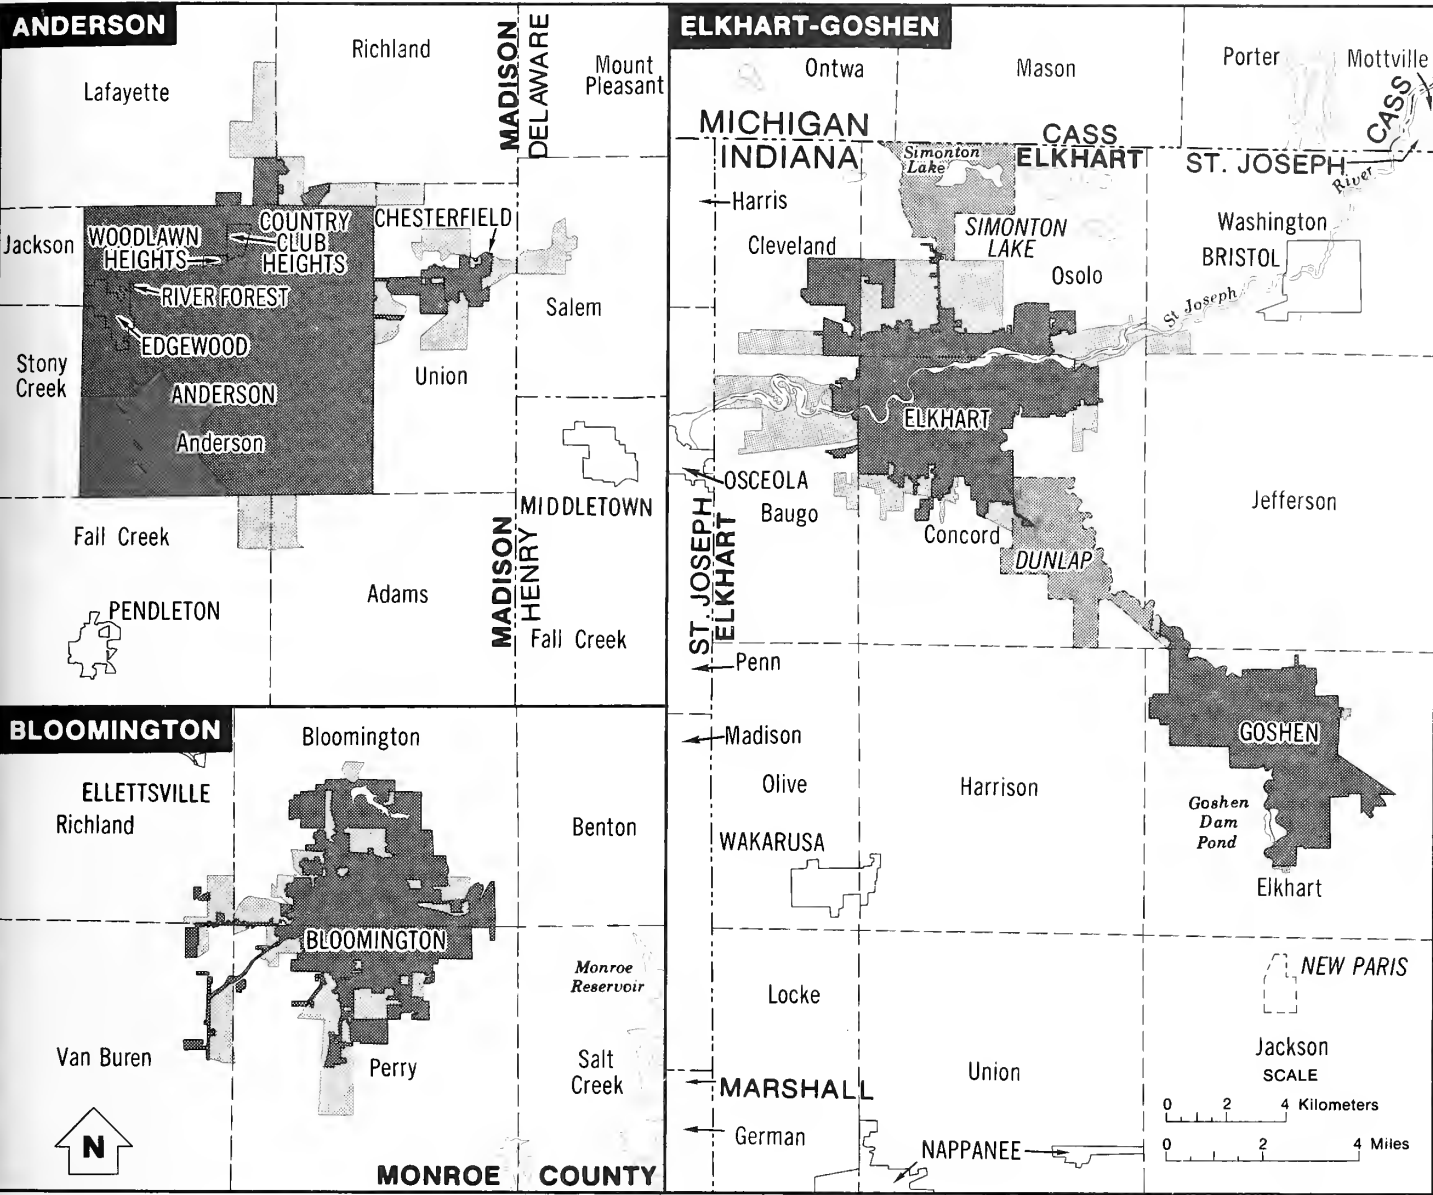 ANDERSON
Richland
Lafayette
MADISON
DELAWARE
Mount
Pleasant
Jackson
WOODLAWN
HEIGHTS
COUNTRY
CLUB
HEIGHTS
CHESTERFIELD
RIVER FOREST
EDGEWOOD
Salem
Stony
Creek
Union
ANDERSON
Anderson
MIDDLETOWN
Fall Creek
Adams
MADISON
HENRY
PENDLETON
Fall Creek
ELKHART-GOSHEN
Ontwa
Mason
Porter
Mottville
CASS
MICHIGAN
CASS
INDIANA
ELKHART
ST. JOSEPH
Simonton
Lake
River
Harris
Washington
SIMONTON
LAKE
Cleveland
BRISTOL
Osolo
St Joseph
ELKHART
OSCEOLA
Baugo
Jefferson
Concord
DUNLAP
ST. JOSEPH
ELKHART
Penn
Madison
GOSHEN
Olive
Harrison
Goshen
Dam
Pond
WAKARUSA
Elkhart
NEW PARIS
Locke
Jackson
Union
MARSHALL
German
NAPPANEE
SCALE
0 2 4 Kilometers
0 2 4 Miles
BLOOMINGTON
Bloomington
ELLETTSVILLE
Richland
Benton
BLOOMINGTON
Monroe
Reservoir
Van Buren
Perry
Salt
Creek
N
MONROE COUNTY